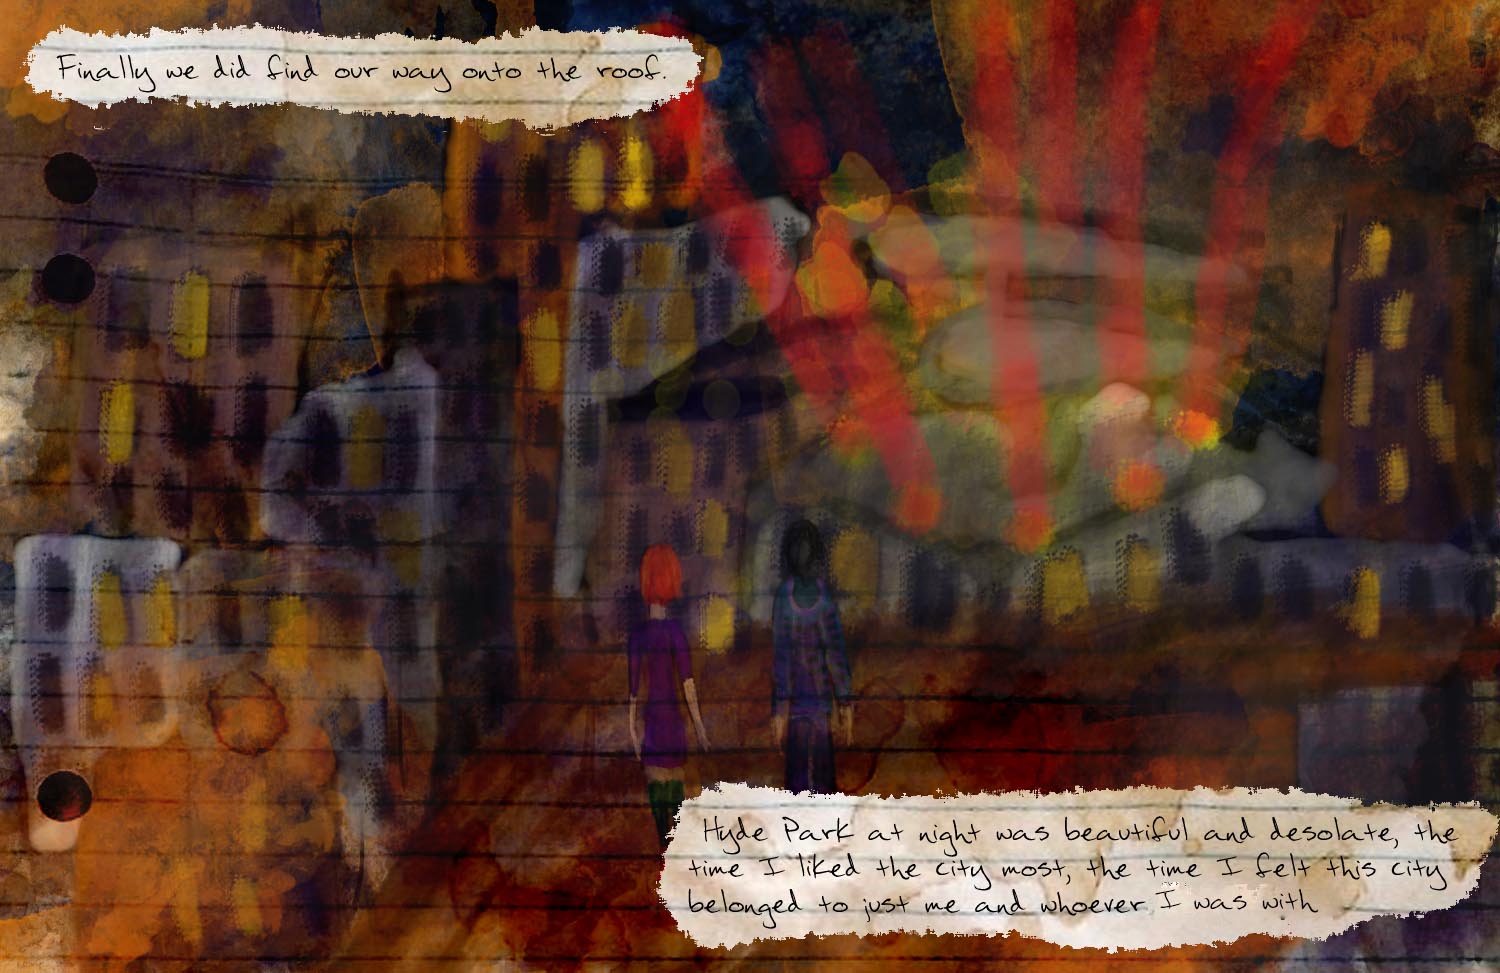 Finally we did find our way onto the roof.
Hyde Park at night was beautiful and desolate, the
time I liked the city most, the time I felt this city
belonged to just me and whoever I was with